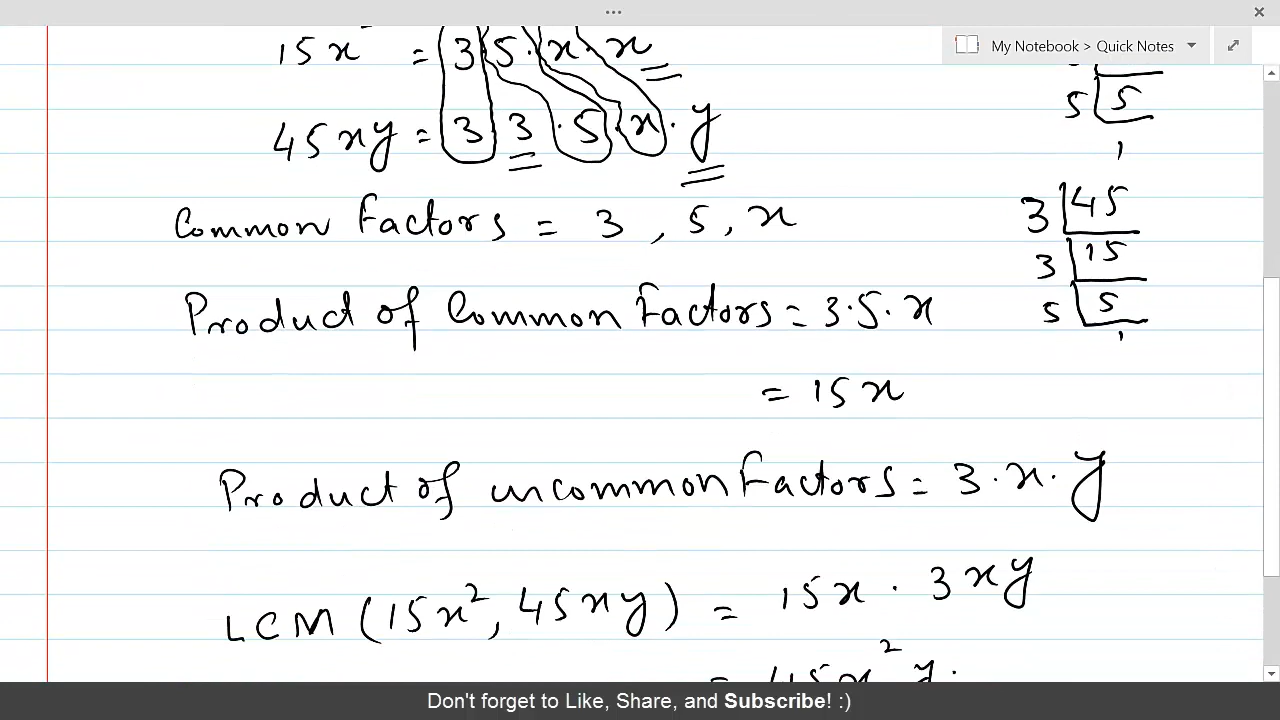 ...
My Notebook > Quick Notes
15x² = 3 5 · x · x
45xy = 3 3 · 5 · x · y
Common Factors = 3 , 5 , x
Product of Common Factors = 3 · 5 · x
= 15x
Product of uncommon Factors = 3 · x · y
LCM (15x², 45xy) = 15x · 3xy
= 45x²y .
5 5
1
3 45
3 15
5 5
1
Don't forget to Like, Share, and Subscribe! :)